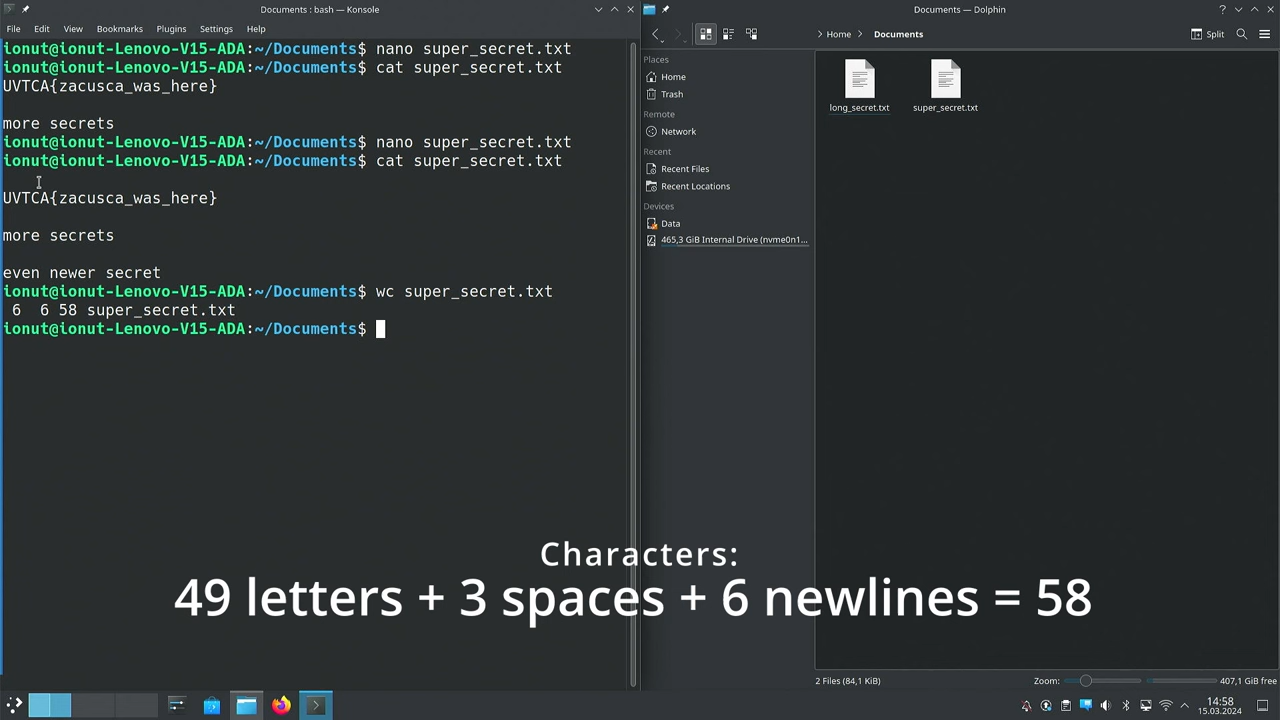 Documents : bash — Konsole
File Edit View Bookmarks Plugins Settings Help
ionut@ionut-Lenovo-V15-ADA:~/Documents$ nano super_secret.txt
ionut@ionut-Lenovo-V15-ADA:~/Documents$ cat super_secret.txt
UVTCA{zacusca_was_here}
more secrets
ionut@ionut-Lenovo-V15-ADA:~/Documents$ nano super_secret.txt
ionut@ionut-Lenovo-V15-ADA:~/Documents$ cat super_secret.txt
UVTCA{zacusca_was_here}
more secrets
even newer secret
ionut@ionut-Lenovo-V15-ADA:~/Documents$ wc super_secret.txt
6 6 58 super_secret.txt
ionut@ionut-Lenovo-V15-ADA:~/Documents$
Documents — Dolphin
Home Documents
Split
Places
Home
Trash
Remote
Network
Recent
Recent Files
Recent Locations
Devices
Data
465,3 GiB Internal Drive (nvme0n1...
long_secret.txt
super_secret.txt
2 Files (84,1 KiB)
Zoom:
407,1 GiB free
Characters:
49 letters + 3 spaces + 6 newlines = 58
14:58
15.03.2024